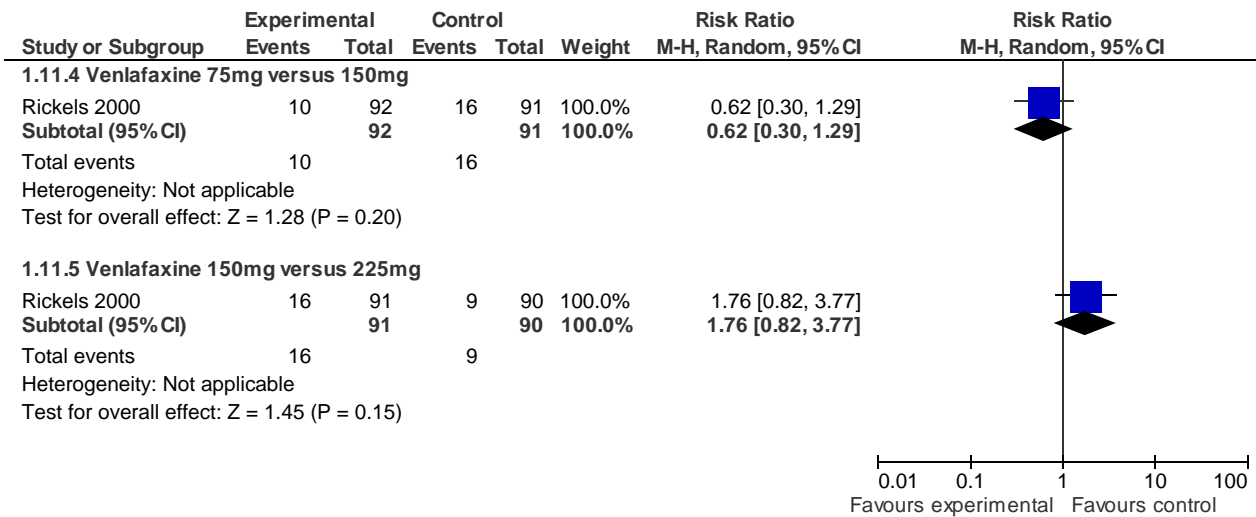 Experimental Control Risk Ratio Risk Ratio
Study or Subgroup Events Total Events Total Weight M-H, Random, 95% CI M-H, Random, 95% CI
1.11.4 Venlafaxine 75mg versus 150mg
Rickels 2000 10 92 16 91 100.0% 0.62 [0.30, 1.29]
Subtotal (95% CI) 92 91 100.0% 0.62 [0.30, 1.29]
Total events 10 16
Heterogeneity: Not applicable
Test for overall effect: Z = 1.28 (P = 0.20)
1.11.5 Venlafaxine 150mg versus 225mg
Rickels 2000 16 91 9 90 100.0% 1.76 [0.82, 3.77]
Subtotal (95% CI) 91 90 100.0% 1.76 [0.82, 3.77]
Total events 16 9
Heterogeneity: Not applicable
Test for overall effect: Z = 1.45 (P = 0.15)
0.01 0.1 1 10 100
Favours experimental Favours control